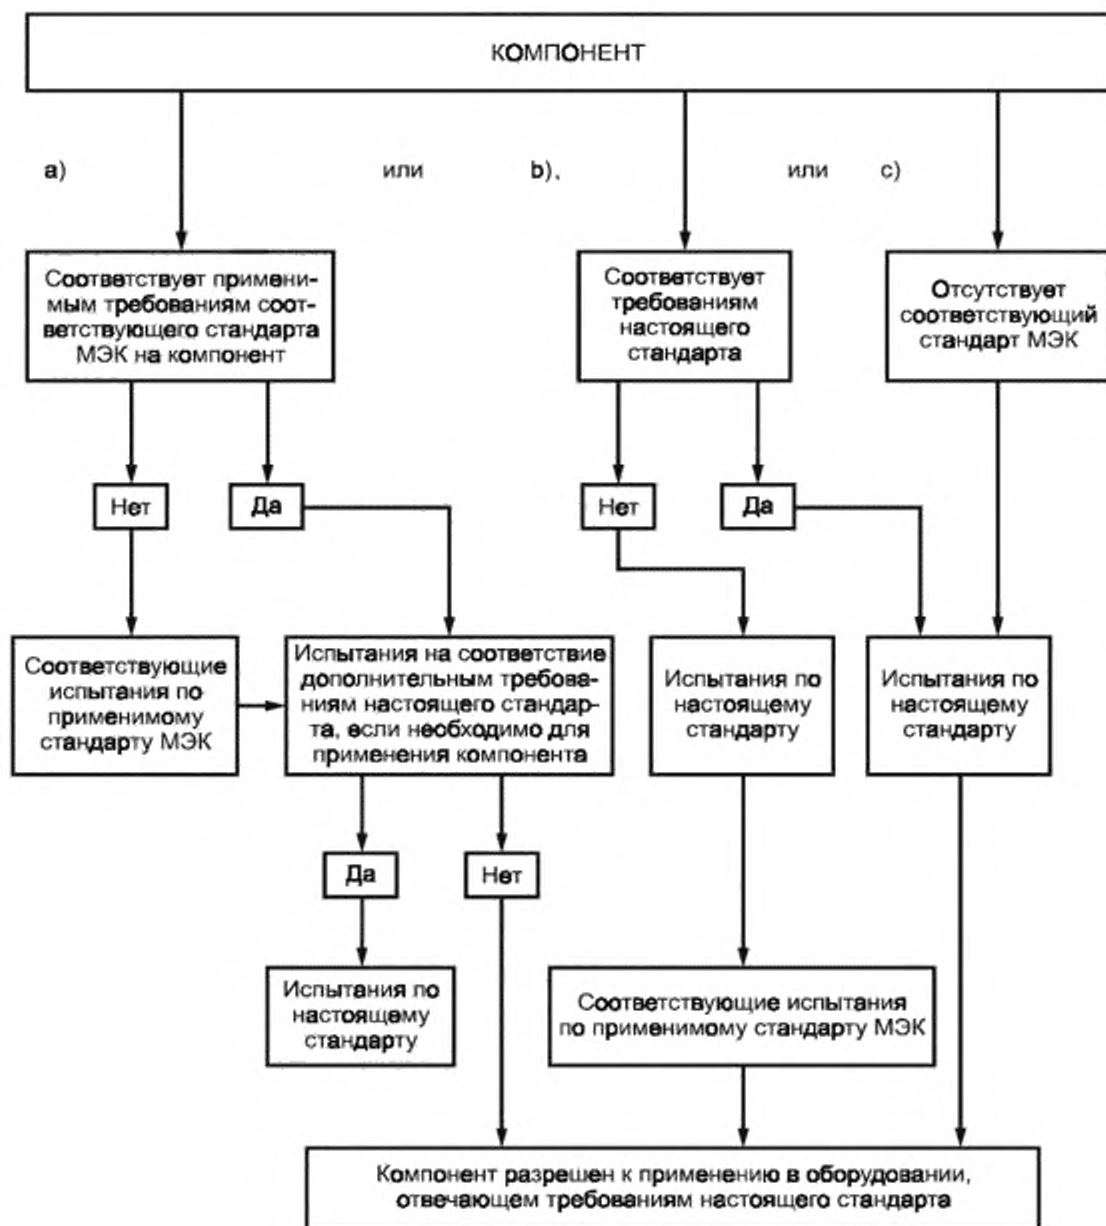 КОМПОНЕНТ
а)
или
b),
или
с)
Соответствует примени-
мым требованиям соот-
ветствующего стандарта
МЭК на компонент
Соответствует
требованиям
настоящего
стандарта
Отсутствует
соответствующий
стандарт МЭК
Нет
Да
Нет
Да
Соответствующие
испытания по
применимому
стандарту МЭК
Испытания на соответствие
дополнительным требова-
ниям настоящего стандар-
та, если необходимо для
применения компонента
Испытания по
настоящему
стандарту
Испытания по
настоящему
стандарту
Да
Нет
Испытания по
настоящему
стандарту
Соответствующие испытания
по применимому стандарту МЭК
Компонент разрешен к применению в оборудовании,
отвечающем требованиям настоящего стандарта